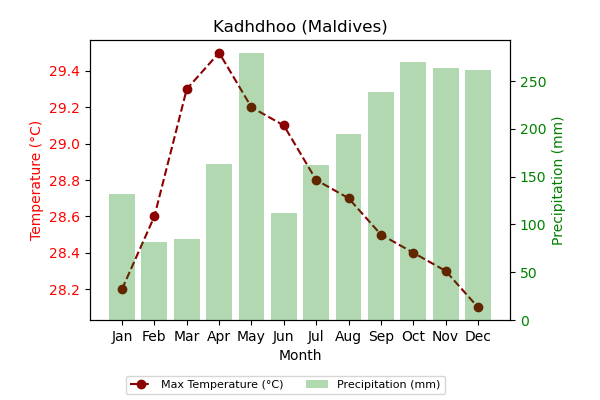 Kadhdhoo (Maldives)
29.4
29.2
29.0
28.8
28.6
28.4
28.2
Temperature (°C)
250
200
150
100
50
0
Precipitation (mm)
Jan Feb Mar Apr May Jun Jul Aug Sep Oct Nov Dec
Month
Max Temperature (°C) Precipitation (mm)